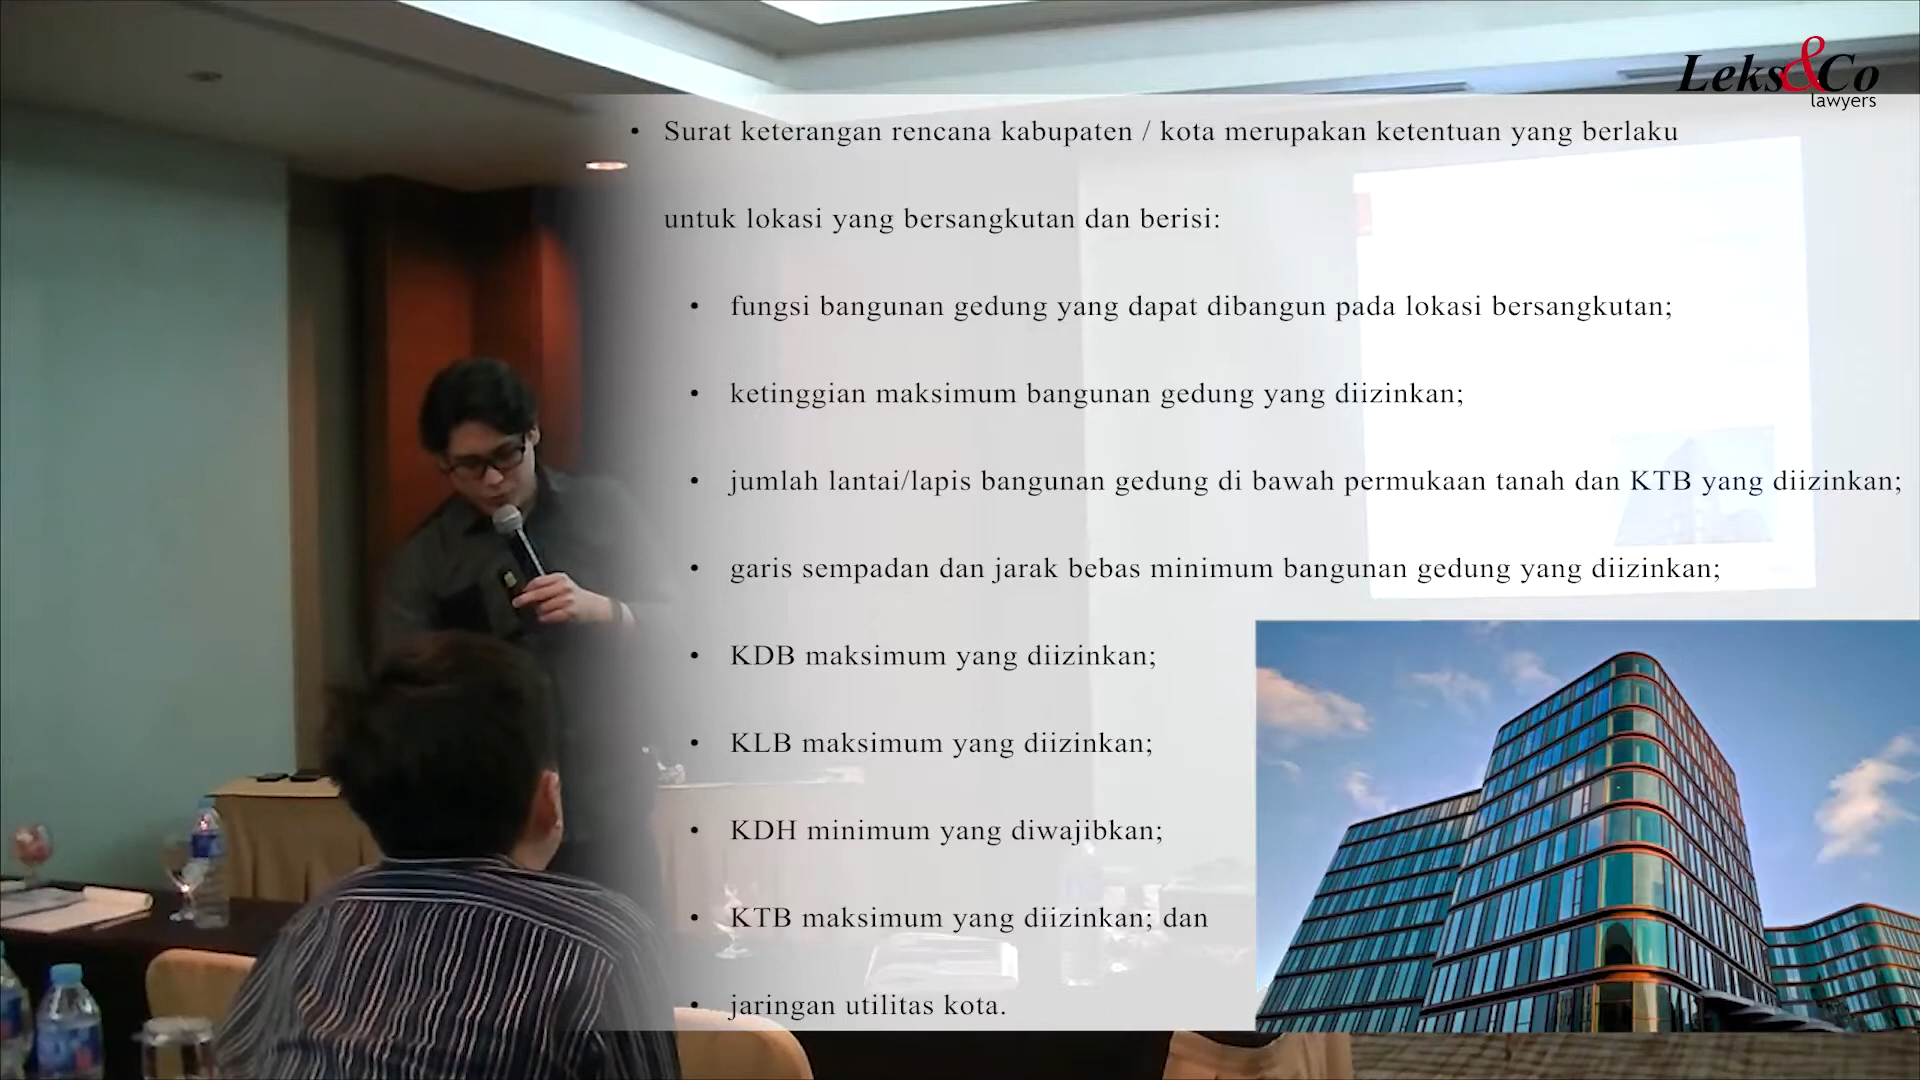 Leks&Co
lawyers
• Surat keterangan rencana kabupaten / kota merupakan ketentuan yang berlaku
untuk lokasi yang bersangkutan dan berisi:
• fungsi bangunan gedung yang dapat dibangun pada lokasi bersangkutan;
• ketinggian maksimum bangunan gedung yang diizinkan;
• jumlah lantai/lapis bangunan gedung di bawah permukaan tanah dan KTB yang diizinkan;
• garis sempadan dan jarak bebas minimum bangunan gedung yang diizinkan;
• KDB maksimum yang diizinkan;
• KLB maksimum yang diizinkan;
• KDH minimum yang diwajibkan;
• KTB maksimum yang diizinkan; dan
• jaringan utilitas kota.